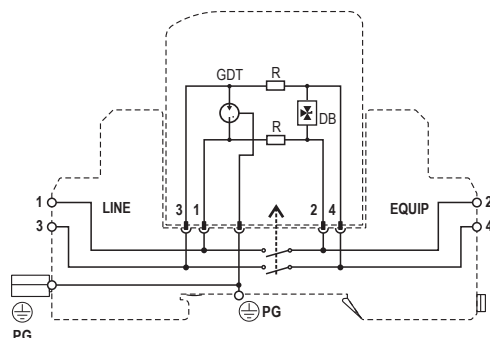 GDT R
R DB
1 LINE 3 1 2 4 EQUIP 2
3 4
PG
PG